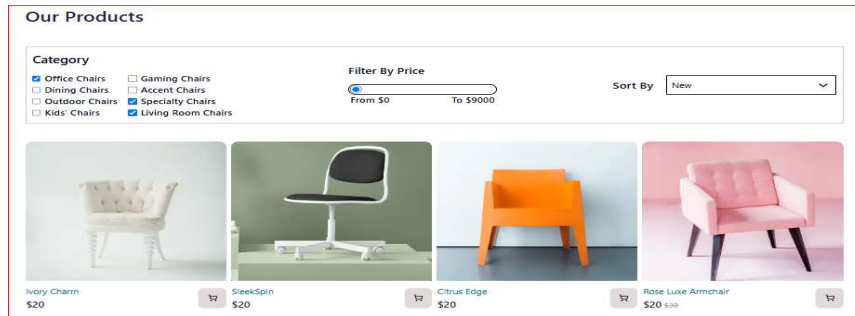 Our Products
Category
Office Chairs
Gaming Chairs
Dining Chairs
Accent Chairs
Outdoor Chairs
Specialty Chairs
Kids' Chairs
Living Room Chairs
Filter By Price
From $0
To $9000
Sort By
New
Ivory Charm
$20
SleekSpin
$20
Citrus Edge
$20
Rose Luxe Armchair
$20 $30